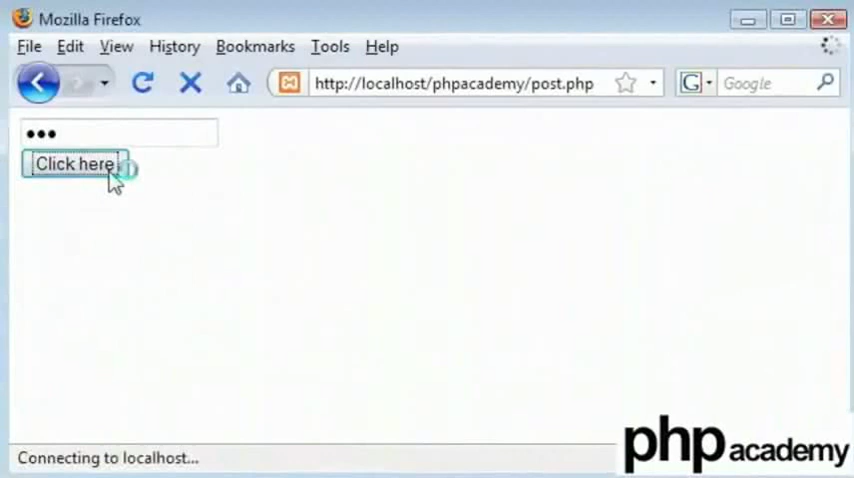 Mozilla Firefox
File Edit View History Bookmarks Tools Help
http://localhost/phpacademy/post.php G Google
•••
Click here
Connecting to localhost...
php academy